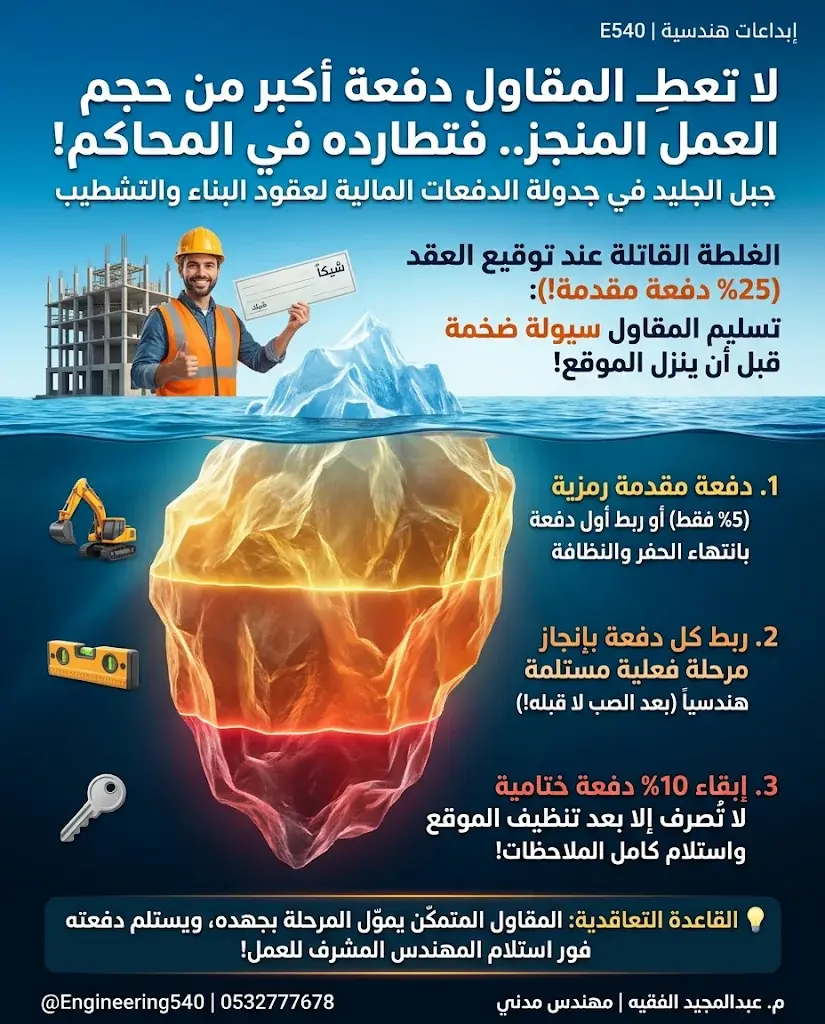 إبداعات هندسية | E540
لا تعطِـ المقاول دفعة أكبر من حجم
العمل المنجز.. فتطارده في المحاكم!
جبل الجليد في جدولة الدفعات المالية لعقود البناء والتشطيب
شيكاً
شيك
الغلطة القاتلة عند توقيع العقد
(25% دفعة مقدمة!):
تسليم المقاول سيولة ضخمة
قبل أن ينزل الموقع!
1. دفعة مقدمة رمزية
(5% فقط) أو ربط أول دفعة
بانتهاء الحفر والنظافة
2. ربط كل دفعة بإنجاز
مرحلة فعلية مستلمة
هندسياً (بعد الصب لا قبله!)
3. إبقاء 10% دفعة ختامية
لا تُصرف إلا بعد تنظيف الموقع
واستلام كامل الملاحظات!
القاعدة التعاقدية: المقاول المتمكّن يموّل المرحلة بجهده، ويستلم دفعته
فور استلام المهندس المشرف للعمل!
م. عبدالمجيد الفقيه | مهندس مدني
@Engineering540 | 0532777678